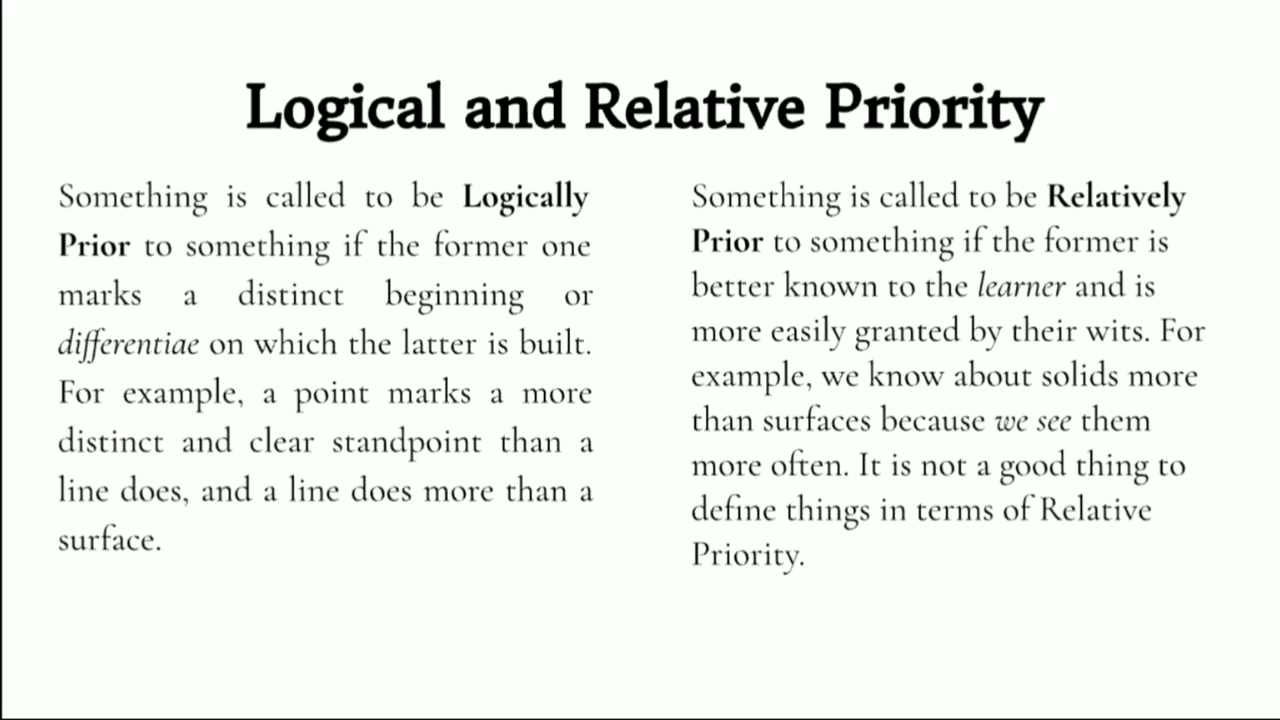 Logical and Relative Priority
Something is called to be Logically
Prior to something if the former one
marks a distinct beginning or
differentiae on which the latter is built.
For example, a point marks a more
distinct and clear standpoint than a
line does, and a line does more than a
surface.
Something is called to be Relatively
Prior to something if the former is
better known to the learner and is
more easily granted by their wits. For
example, we know about solids more
than surfaces because we see them
more often. It is not a good thing to
define things in terms of Relative
Priority.